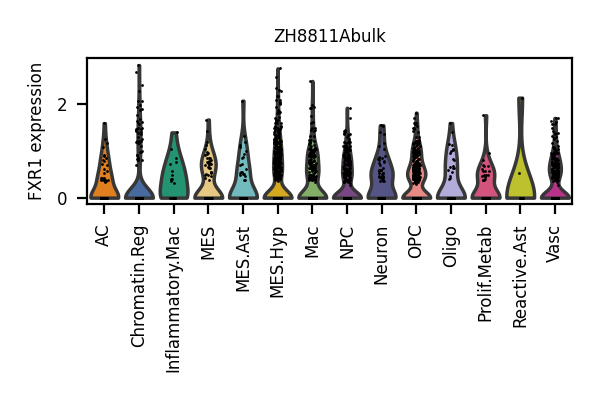 ZH8811Abulk
FXR1 expression
2
0
AC
Chromatin.Reg
Inflammatory.Mac
MES
MES.Ast
MES.Hyp
Mac
NPC
Neuron
OPC
Oligo
Prolif.Metab
Reactive.Ast
Vasc